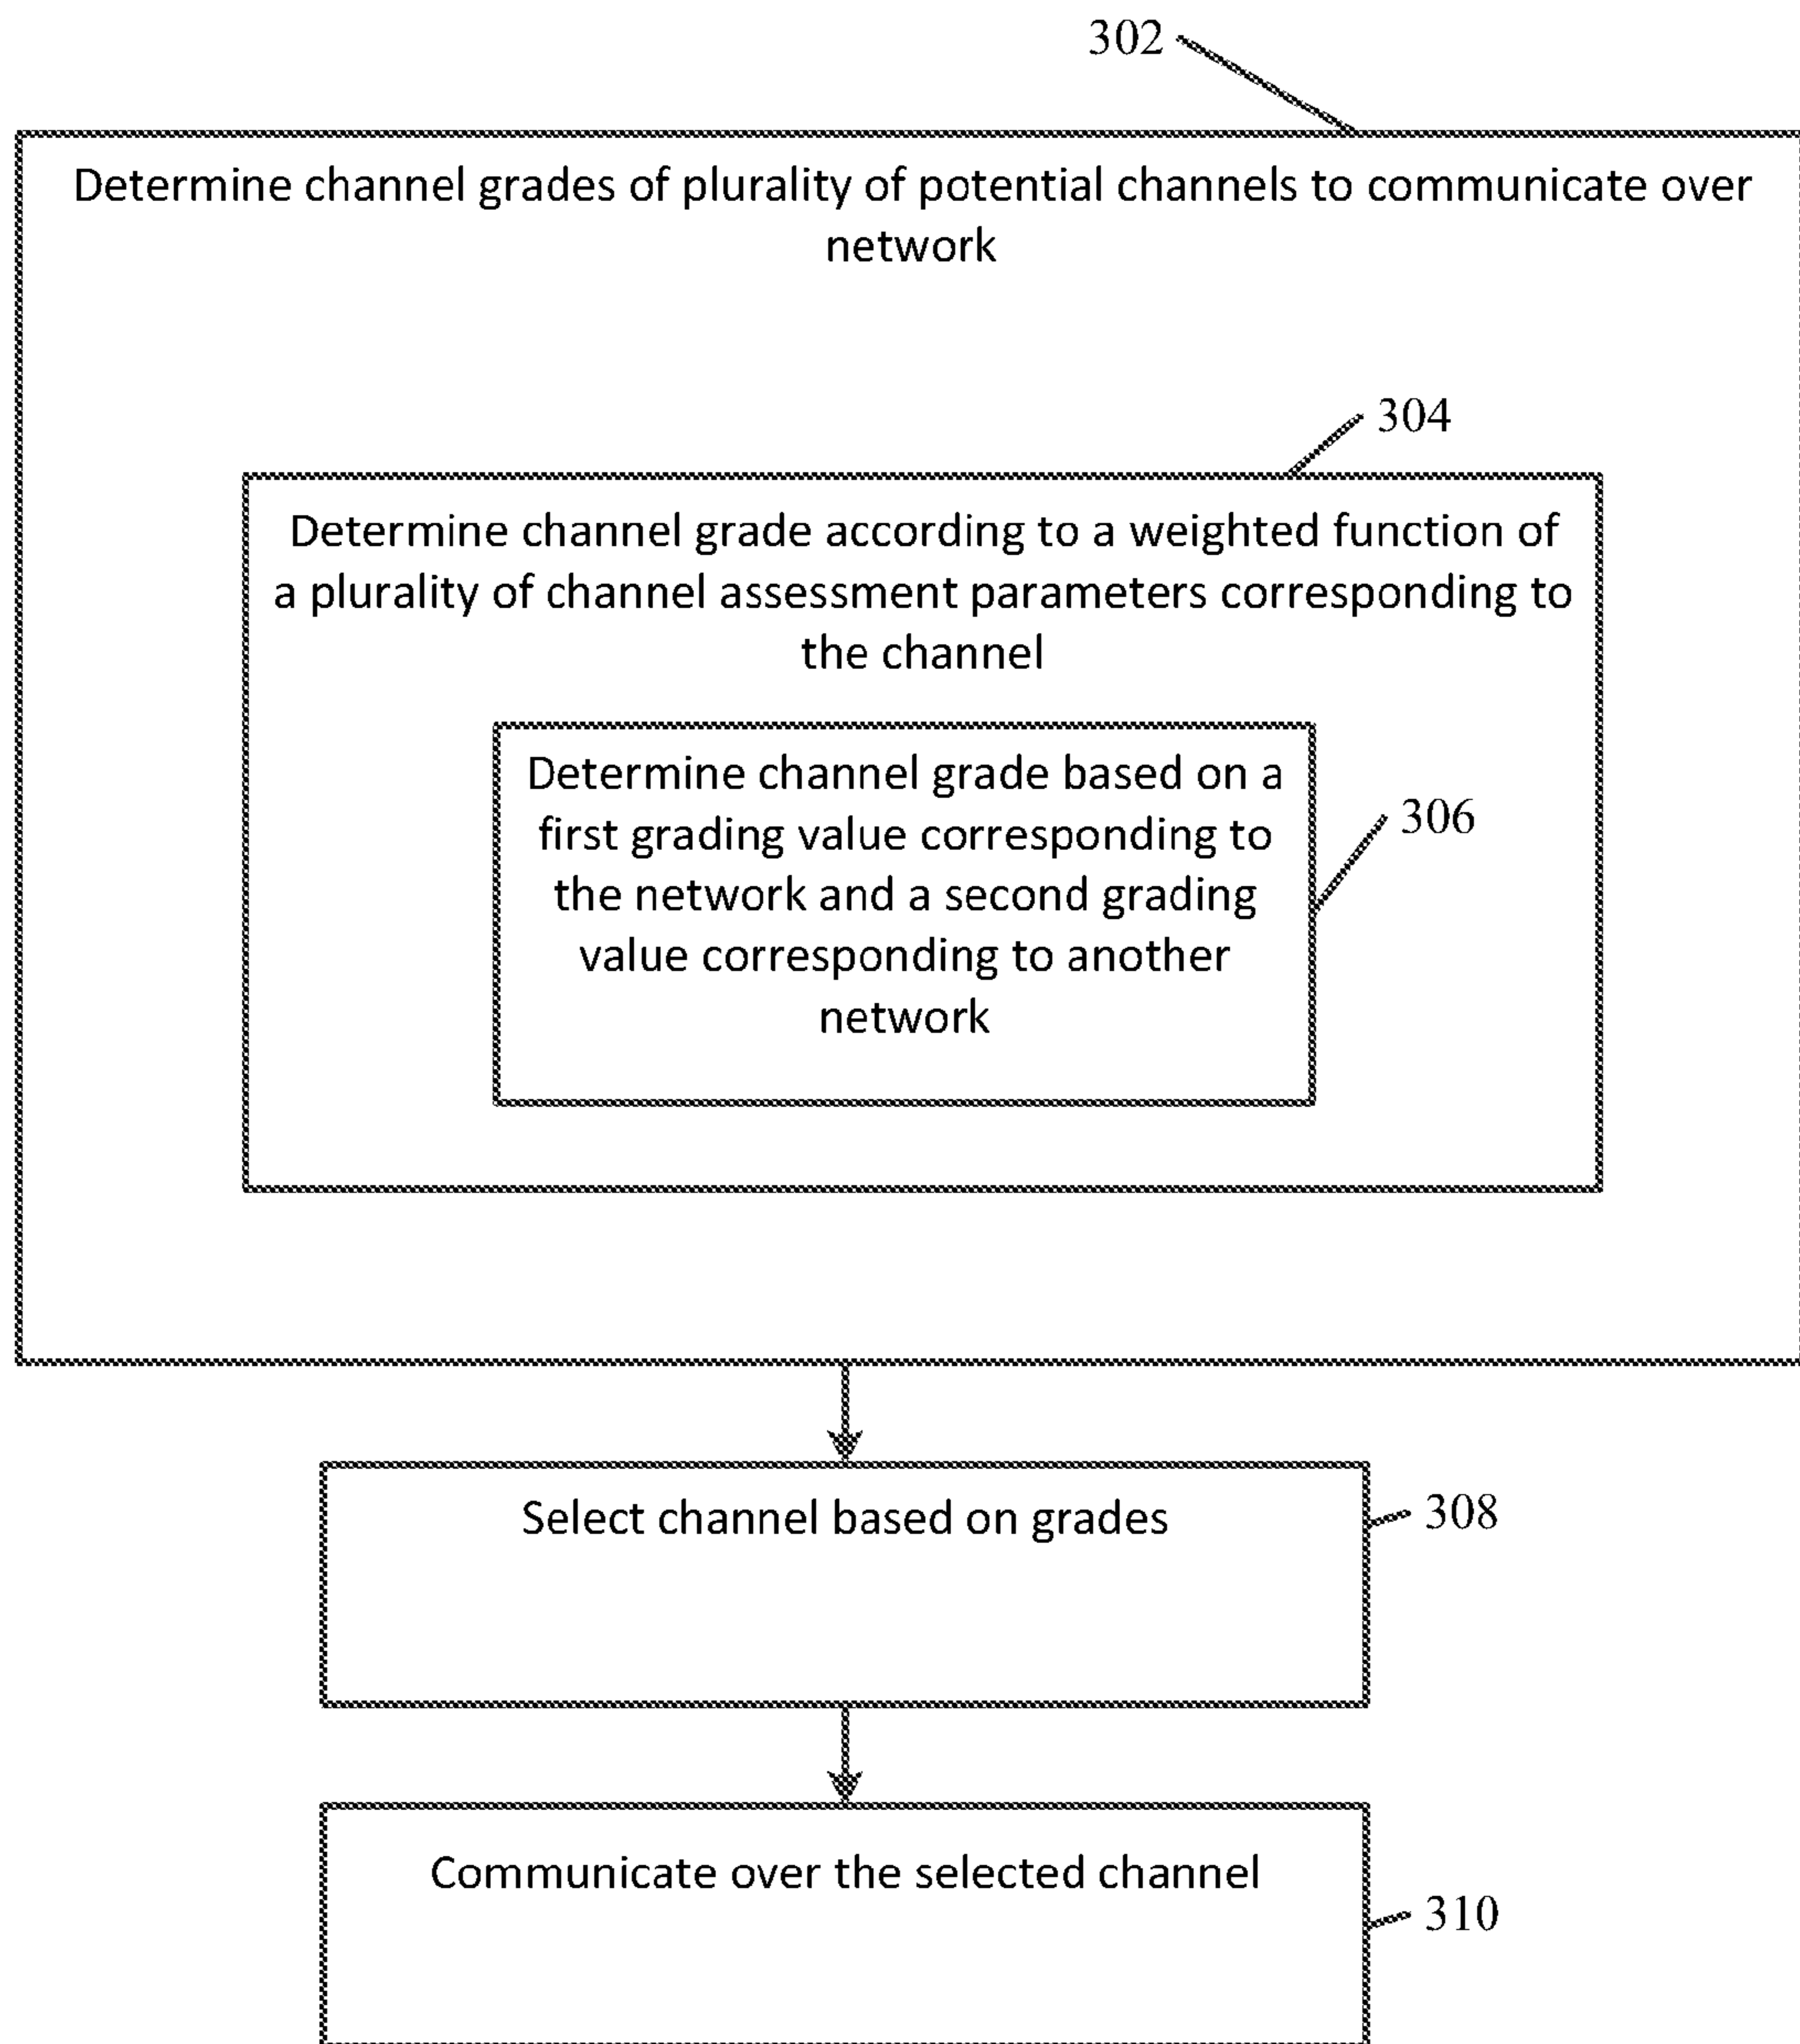 302
Determine channel grades of plurality of potential channels to communicate over
network
304
Determine channel grade according to a weighted function of
a plurality of channel assessment parameters corresponding to
the channel
Determine channel grade based on a
first grading value corresponding to
the network and a second grading
value corresponding to another
network
306
Select channel based on grades
308
Communicate over the selected channel
310